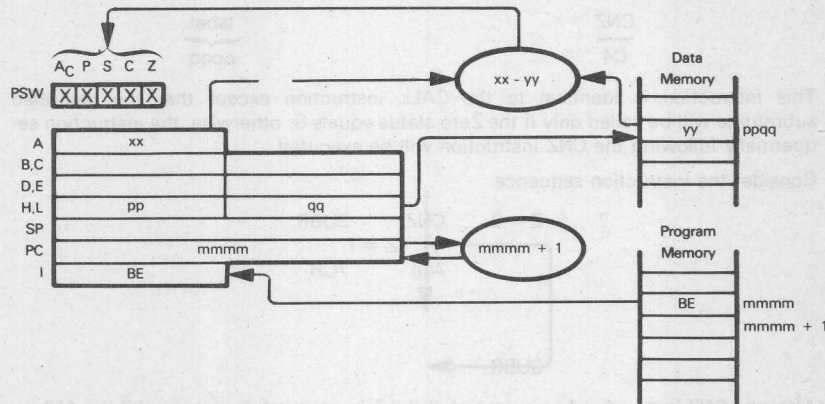 Data
Memory
A_C P S C Z
xx - yy
PSW X X X X X
yy ppqq
A xx
B,C
D,E
H,L pp qq
SP
Program
Memory
PC mmmm
mmmm + 1
I BE
BE mmmm
mmmm + 1